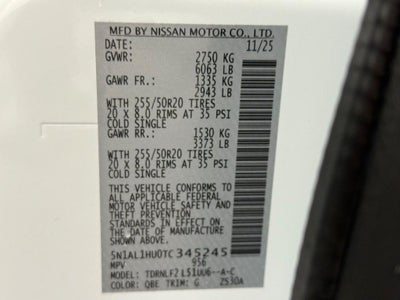 MFD BY NISSAN MOTOR CO., LTD.
DATE: 11/25
GVWR: 2750 KG
6063 LB
GAWR FR.: 1335 KG
2943 LB
WITH 255/50R20 TIRES
20 X 8.0 RIMS AT 35 PSI
COLD SINGLE
GAWR RR.: 1530 KG
3373 LB
WITH 255/50R20 TIRES
20 X 8.0 RIMS AT 35 PSI
COLD SINGLE
THIS VEHICLE CONFORMS TO
ALL APPLICABLE FEDERAL
MOTOR VEHICLE SAFETY
STANDARDS IN EFFECT ON
THE DATE OF MANUFACTURE
SHOWN ABOVE.
5N1AL1HU0TC345245
MPV 956
MODEL: TDRNLF2 L51UU6--A-C
COLOR: QBE TRIM: G ZS30A